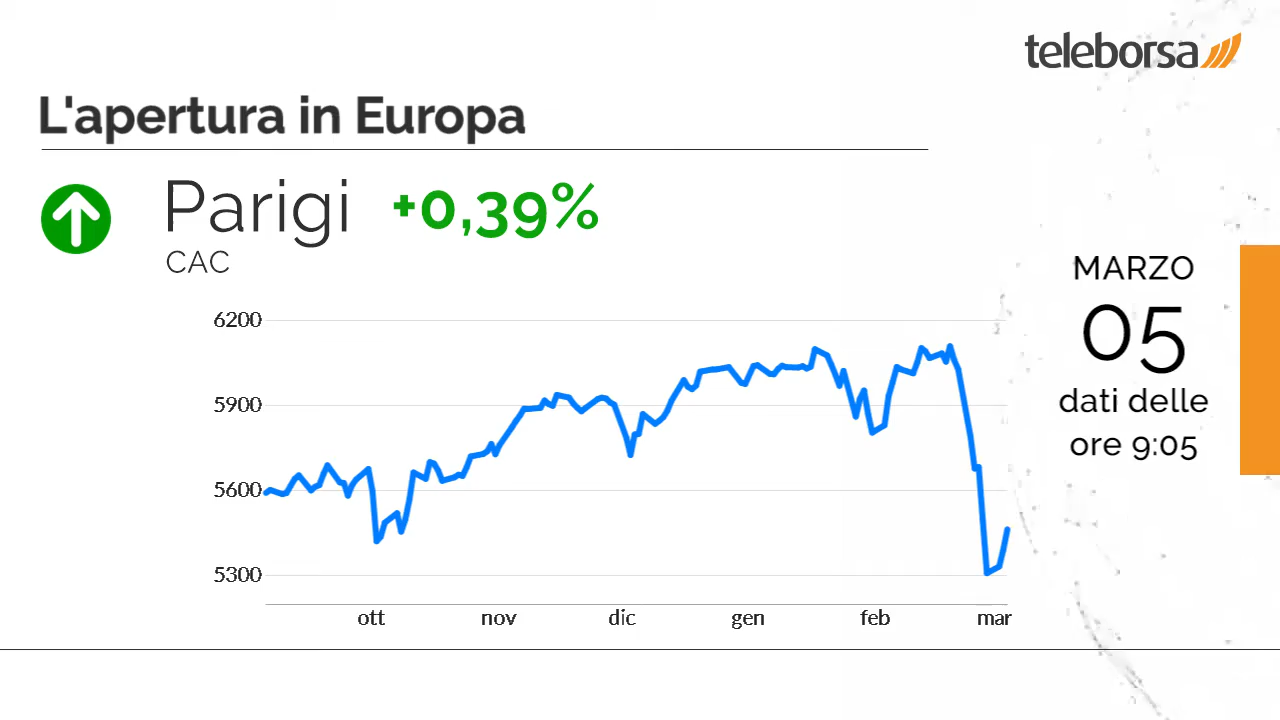 teleborsa
L'apertura in Europa
Parigi +0,39%
CAC
MARZO
05
dati delle
ore 9:05
6200
5900
5600
5300
ott nov dic gen feb mar